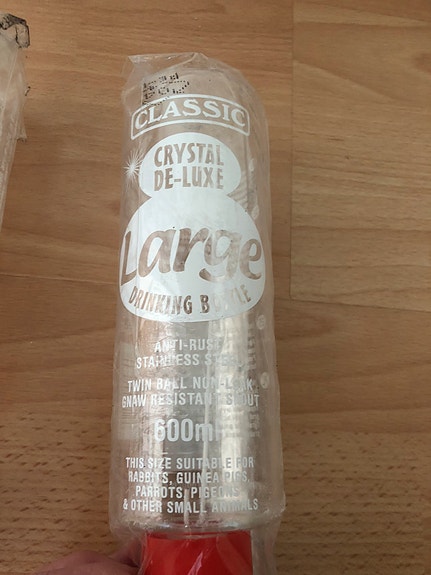 CLASSIC
CRYSTAL
DE-LUXE
Large
DRINKING BOTTLE
ANTI-RUST
STAINLESS STEEL
TWIN BALL NON-LEAK
GNAW RESISTANT SPOUT
600ml
THIS SIZE SUITABLE FOR
RABBITS, GUINEA PIGS,
PARROTS, PIGEONS
& OTHER SMALL ANIMALS